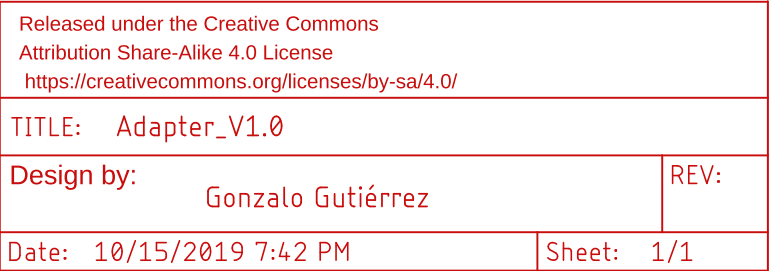 Released under the Creative Commons
Attribution Share-Alike 4.0 License
https://creativecommons.org/licenses/by-sa/4.0/
TITLE: Adapter_V1.0
Design by:
Gonzalo Gutiérrez
REV:
Date: 10/15/2019 7:42 PM
Sheet: 1/1